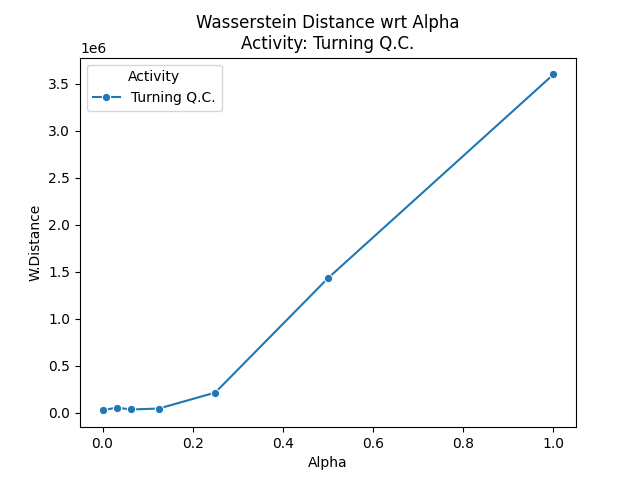 Wasserstein Distance wrt Alpha
Activity: Turning Q.C.
1e6
Activity
Turning Q.C.
3.5
3.0
2.5
2.0
1.5
1.0
0.5
0.0
W.Distance
0.0 0.2 0.4 0.6 0.8 1.0
Alpha